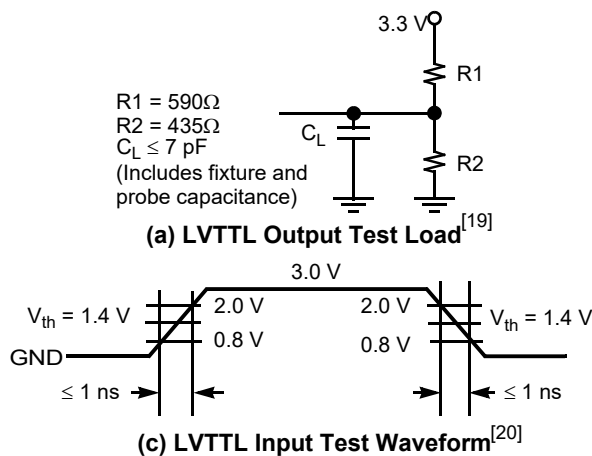 3.3 V
R1
R1 = 590Ω
R2 = 435Ω
C_L ≤ 7 pF
(Includes fixture and
probe capacitance)
C_L
R2
(a) LVTTL Output Test Load[19]
3.0 V
V_th = 1.4 V
2.0 V
0.8 V
2.0 V
0.8 V
V_th = 1.4 V
GND
≤ 1 ns
≤ 1 ns
(c) LVTTL Input Test Waveform[20]